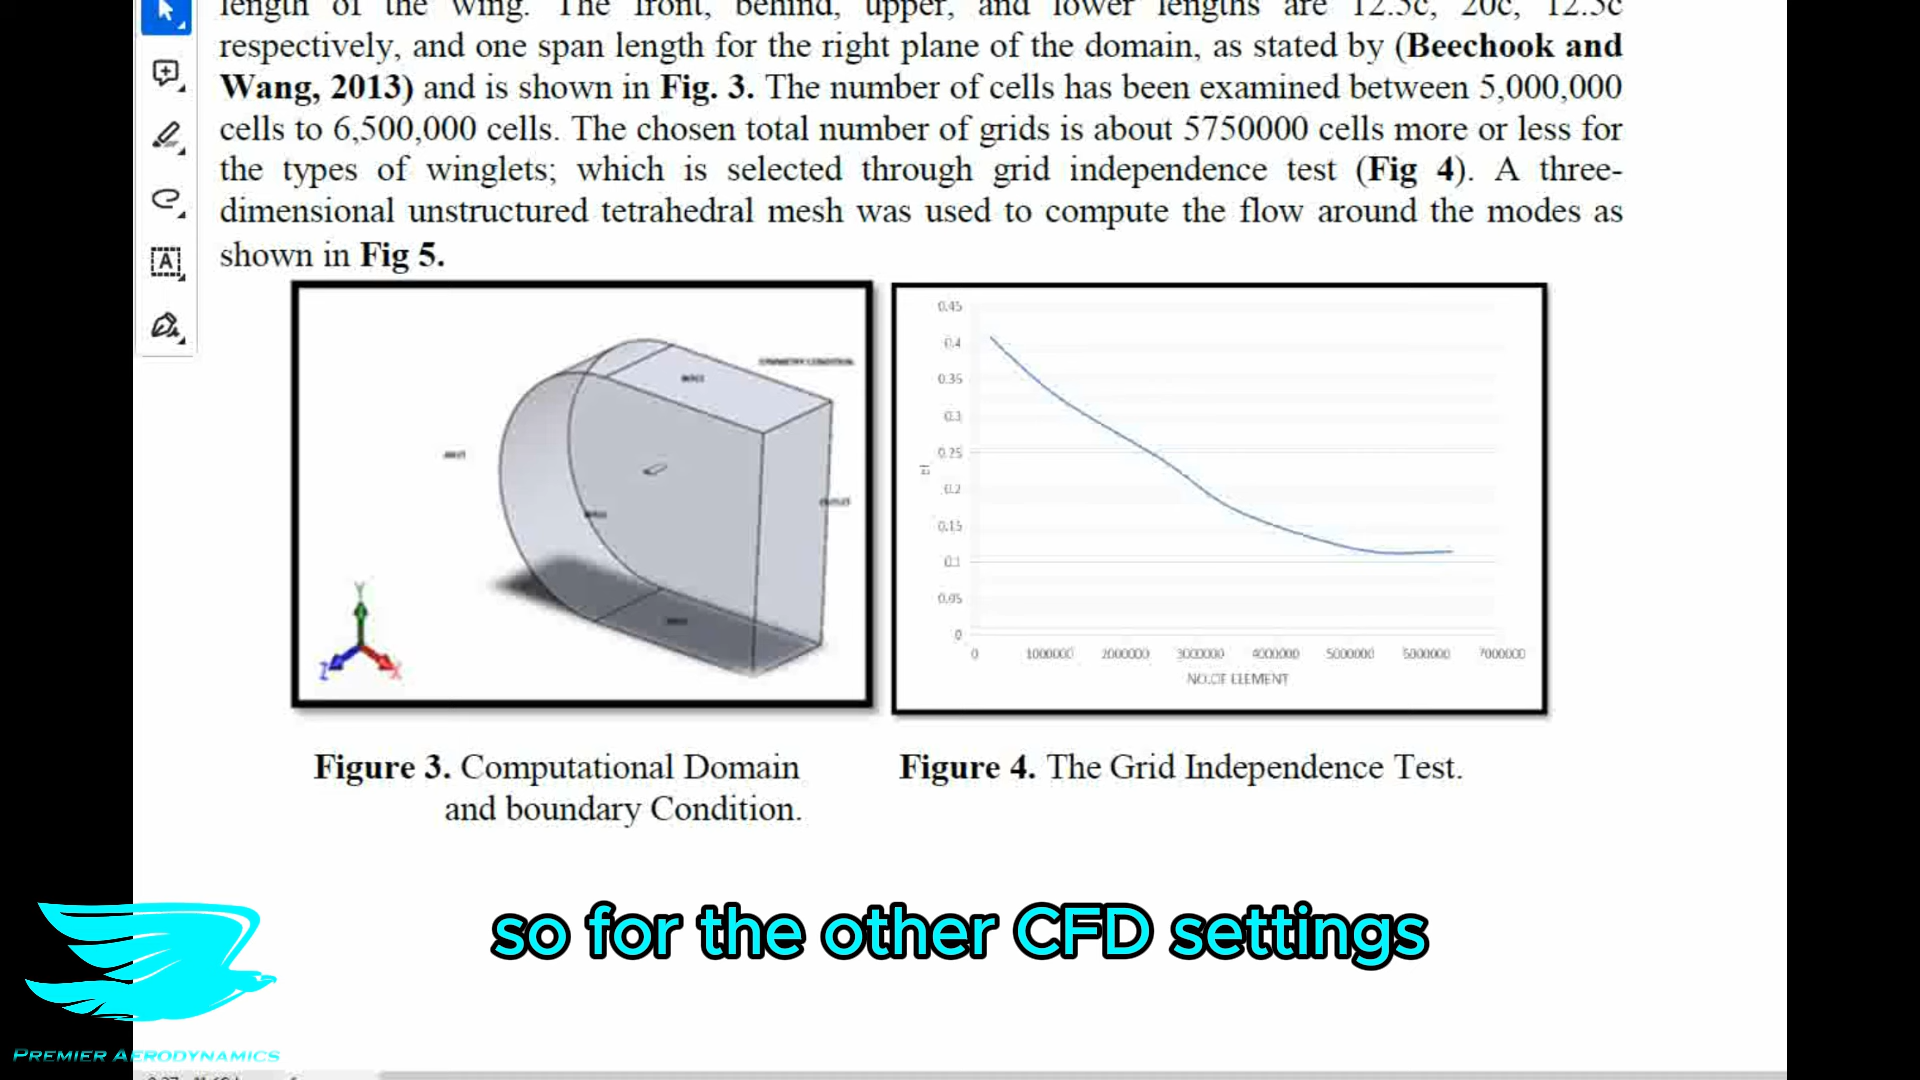 length of the wing. The front, behind, upper, and lower lengths are 12.5c, 20c, 12.5c
respectively, and one span length for the right plane of the domain, as stated by (Beechook and
Wang, 2013) and is shown in Fig. 3. The number of cells has been examined between 5,000,000
cells to 6,500,000 cells. The chosen total number of grids is about 5750000 cells more or less for
the types of winglets; which is selected through grid independence test (Fig 4). A three-
dimensional unstructured tetrahedral mesh was used to compute the flow around the modes as
shown in Fig 5.
SYMMETRY CONDITION
OUTLET
Y
Z
X
0.45
0.4
0.35
0.3
0.25
0.2
0.15
0.1
0.05
0
0 1000000 2000000 3000000 4000000 5000000 6000000 7000000
NO.OF ELEMENT
Figure 3. Computational Domain
and boundary Condition.
Figure 4. The Grid Independence Test.
so for the other CFD settings
PREMIER AERODYNAMICS